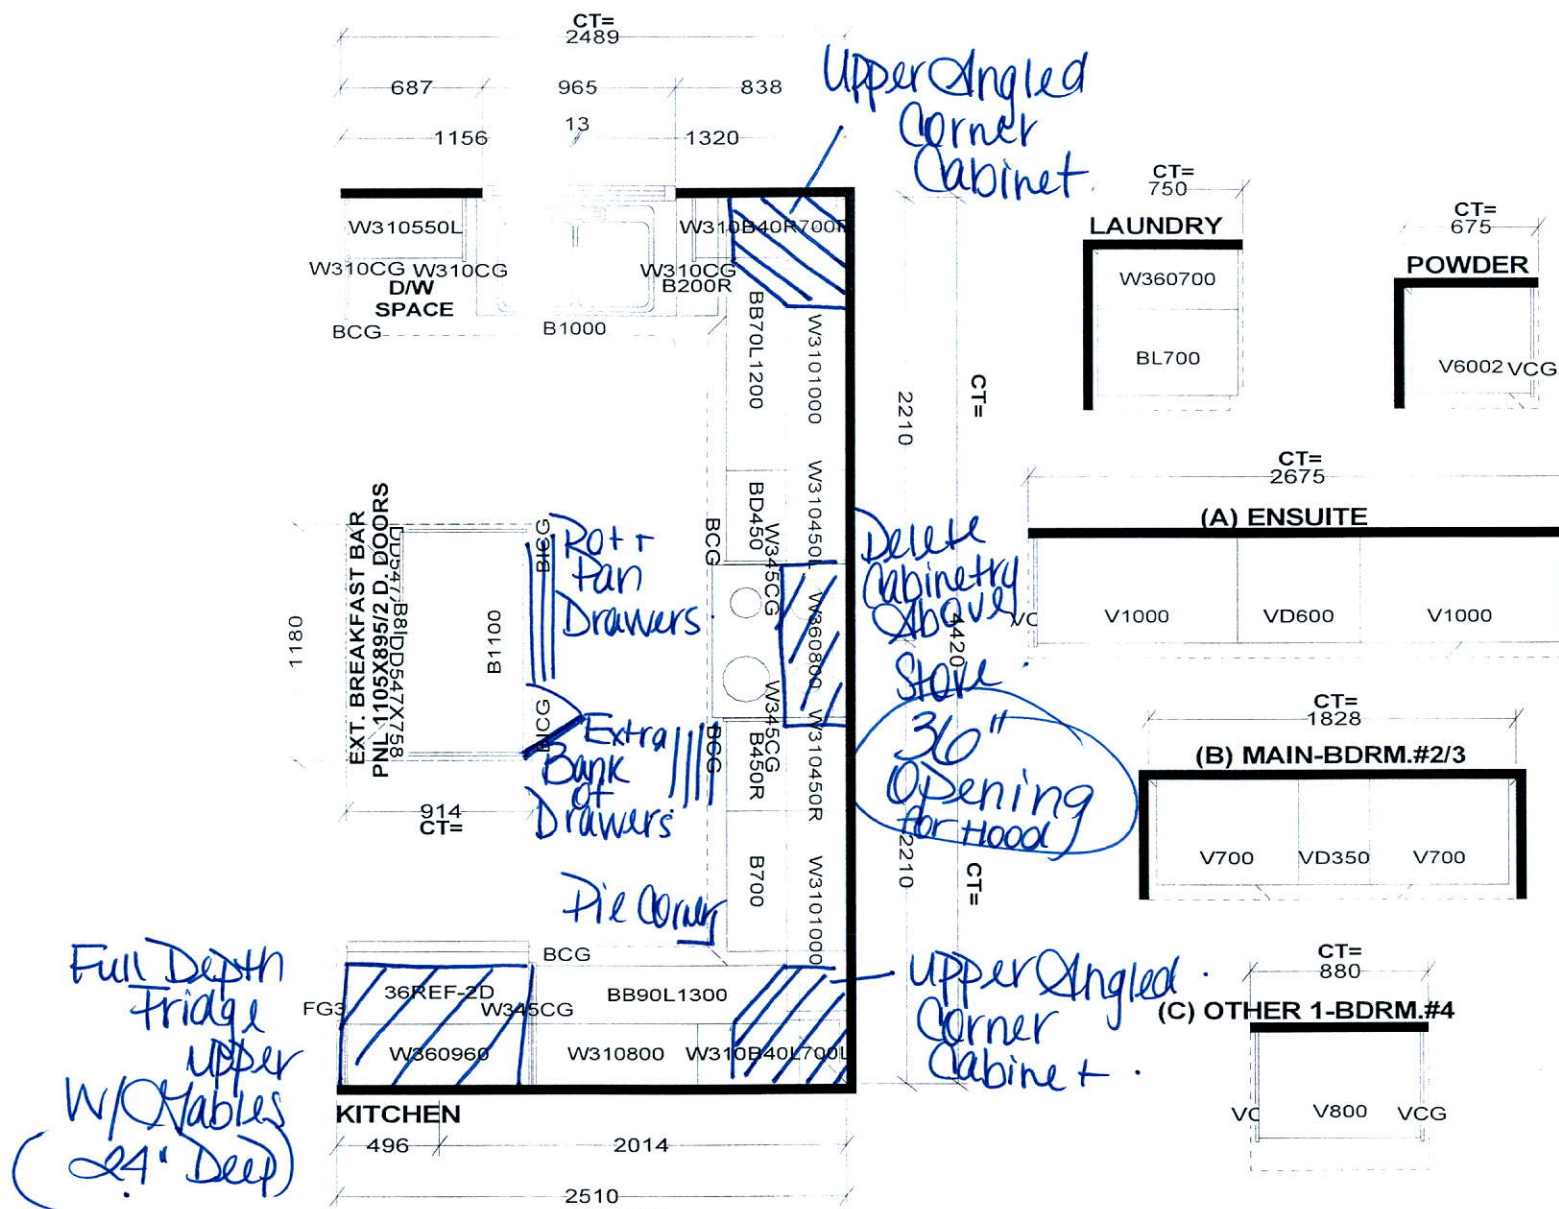 CT=
2489
687
965
838
1156
13
1320
Upper Angled
Corner
Cabinet.
W310550L
W310CG W310CG
D/W
SPACE
BCG
B1000
W310CG
B200R
W310B40R700R
BB70L1200
W3101000
2210
CT=
BD450
W310450L
BCG
W345CG
W360800
4420
Delete
Cabinetry
Above
Stove
36"
Opening
for Hood
EXT. BREAKFAST BAR
PNL 1105X895/2 D. DOORS
1180
B1100
BCG
Pot +
Pan
Drawers
BCG
Extra
Bank
of
Drawers
914
CT=
BCG
W345CG
B450R
W310450R
B700
W3101000
2210
CT=
Pie Corner
Full Depth
Fridge
Upper
W/Gables
(24" Deep)
BCG
36REF-2D
FG3
W345CG
BB90L1300
W360960
W310800
W310B40L700L
Upper Angled
Corner
Cabinet.
KITCHEN
496
2014
2510
CT=
750
LAUNDRY
W360700
BL700
CT=
675
POWDER
V6002
VCG
CT=
2675
(A) ENSUITE
VC
V1000
VD600
V1000
CT=
1828
(B) MAIN-BDRM.#2/3
V700
VD350
V700
CT=
880
(C) OTHER 1-BDRM.#4
VC
V800
VCG